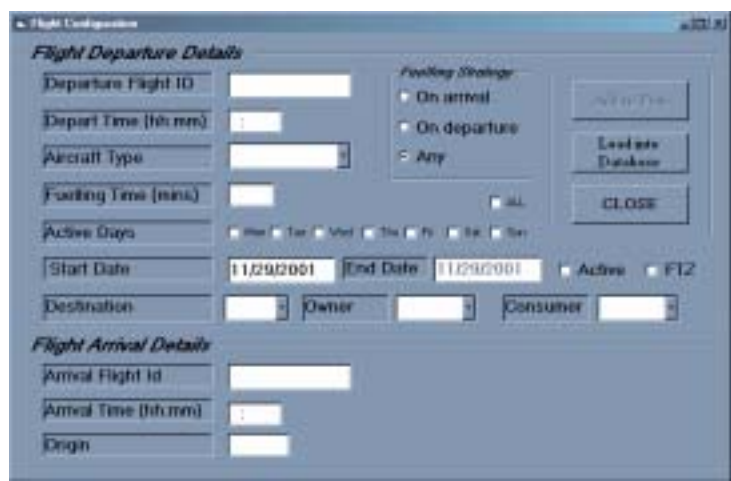 Flight Configuration
Flight Departure Details
Departure Flight ID
Fuelling Strategy
On arrival
Depart Time (hh:mm) :
On departure
Load into
Database
Aircraft Type
Any
Fuelling Time (mins)
ALL
CLOSE
Active Days Mon Tue Wed Thu Fri Sat Sun
Start Date 11/29/2001 End Date 11/29/2001 Active FTZ
Destination Owner Consumer
Flight Arrival Details
Arrival Flight Id
Arrival Time (hh:mm) :
Origin